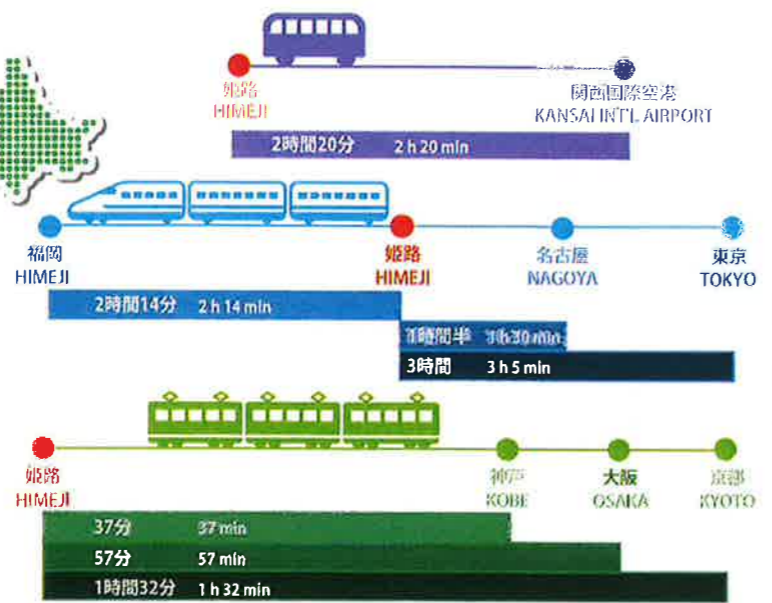 姫路
HIMEJI
関西国際空港
KANSAI INT'L AIRPORT
2時間20分 2 h 20 min
福岡
HIMEJI
姫路
HIMEJI
名古屋
NAGOYA
東京
TOKYO
2時間14分 2 h 14 min
1時間半 1 h 30 min
3時間 3 h 5 min
姫路
HIMEJI
神戸
KOBE
大阪
OSAKA
京都
KYOTO
37分 37 min
57分 57 min
1時間32分 1 h 32 min